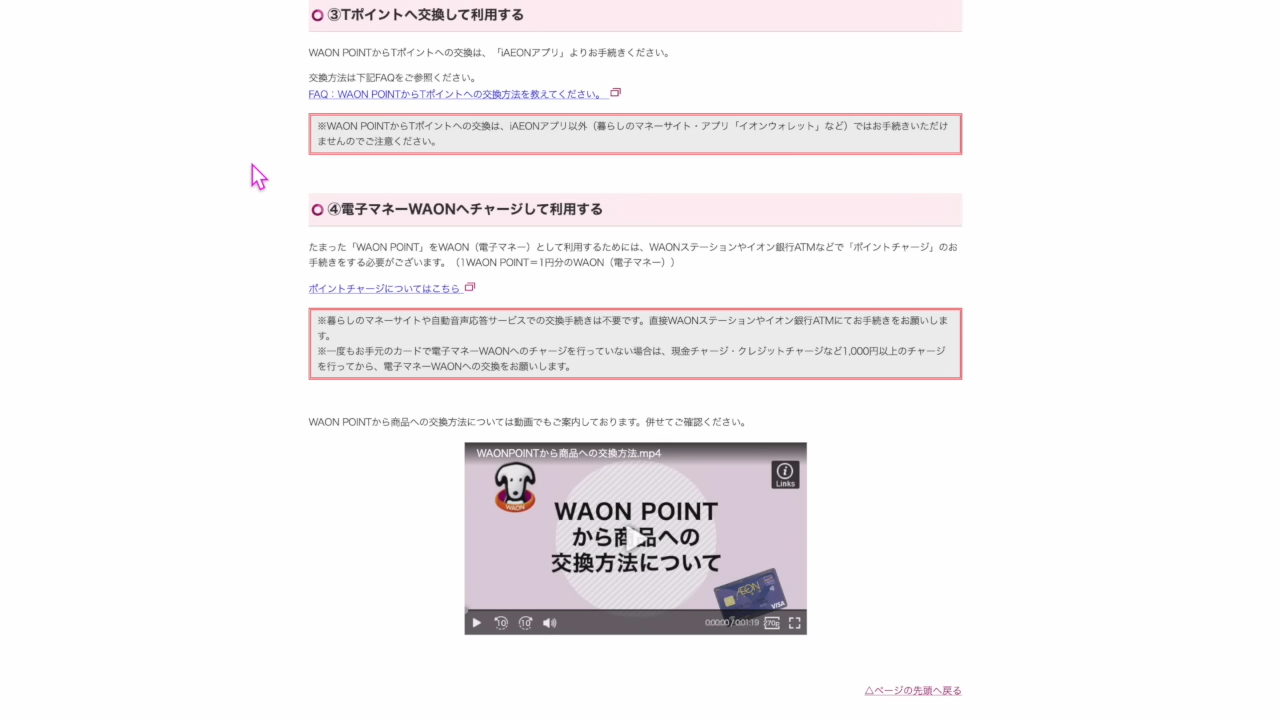 ③Tポイントへ交換して利用する
WAON POINTからTポイントへの交換は、「iAEONアプリ」よりお手続きください。
交換方法は下記FAQをご参照ください。
FAQ：WAON POINTからTポイントへの交換方法を教えてください。
※WAON POINTからTポイントへの交換は、iAEONアプリ以外（暮らしのマネーサイト・アプリ「イオンウォレット」など）ではお手続きいただけ
ませんのでご注意ください。
④電子マネーWAONへチャージして利用する
たまった「WAON POINT」をWAON（電子マネー）として利用するためには、WAONステーションやイオン銀行ATMなどで「ポイントチャージ」のお
手続きをする必要がございます。（1WAON POINT＝1円分のWAON（電子マネー））
ポイントチャージについてはこちら
※暮らしのマネーサイトや自動音声応答サービスでの交換手続きは不要です。直接WAONステーションやイオン銀行ATMにてお手続きをお願いしま
す。
※一度もお手元のカードで電子マネーWAONへのチャージを行っていない場合は、現金チャージ・クレジットチャージなど1,000円以上のチャージ
を行ってから、電子マネーWAONへの交換をお願いします。
WAON POINTから商品への交換方法については動画でもご案内しております。併せてご確認ください。
WAONPOINTから商品への交換方法.mp4
Links
WAON
WAON POINT
から商品への
交換方法について
AEON
VISA
10
10
00:00:00/00:01:19
△ページの先頭へ戻る